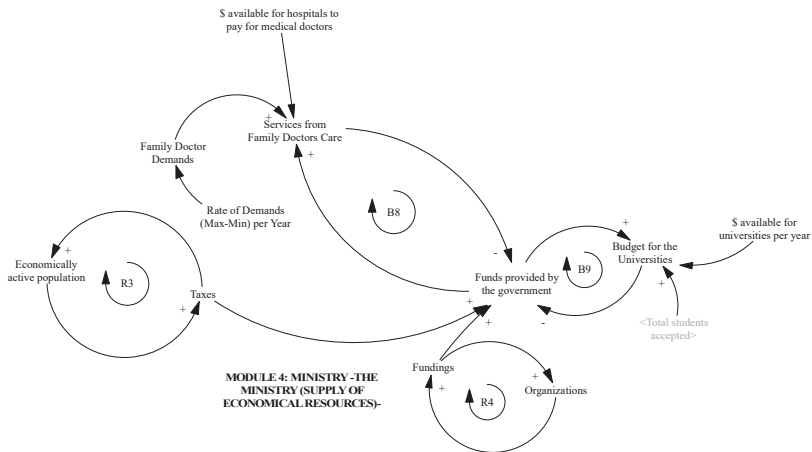 $ available for hospitals to
pay for medical doctors
+
Services from
Family Doctors Care
+
Family Doctor
Demands
Rate of Demands
(Max-Min) per Year
B8
+
Economically
active population
R3
Taxes
+
-
Funds provided by
the government
+
+
B9
+
Budget for the
Universities
+
-
$ available for
universities per year
<Total students
accepted>
MODULE 4: MINISTRY -THE
MINISTRY (SUPPLY OF
ECONOMICAL RESOURCES)-
Fundings
+
R4
+
Organizations